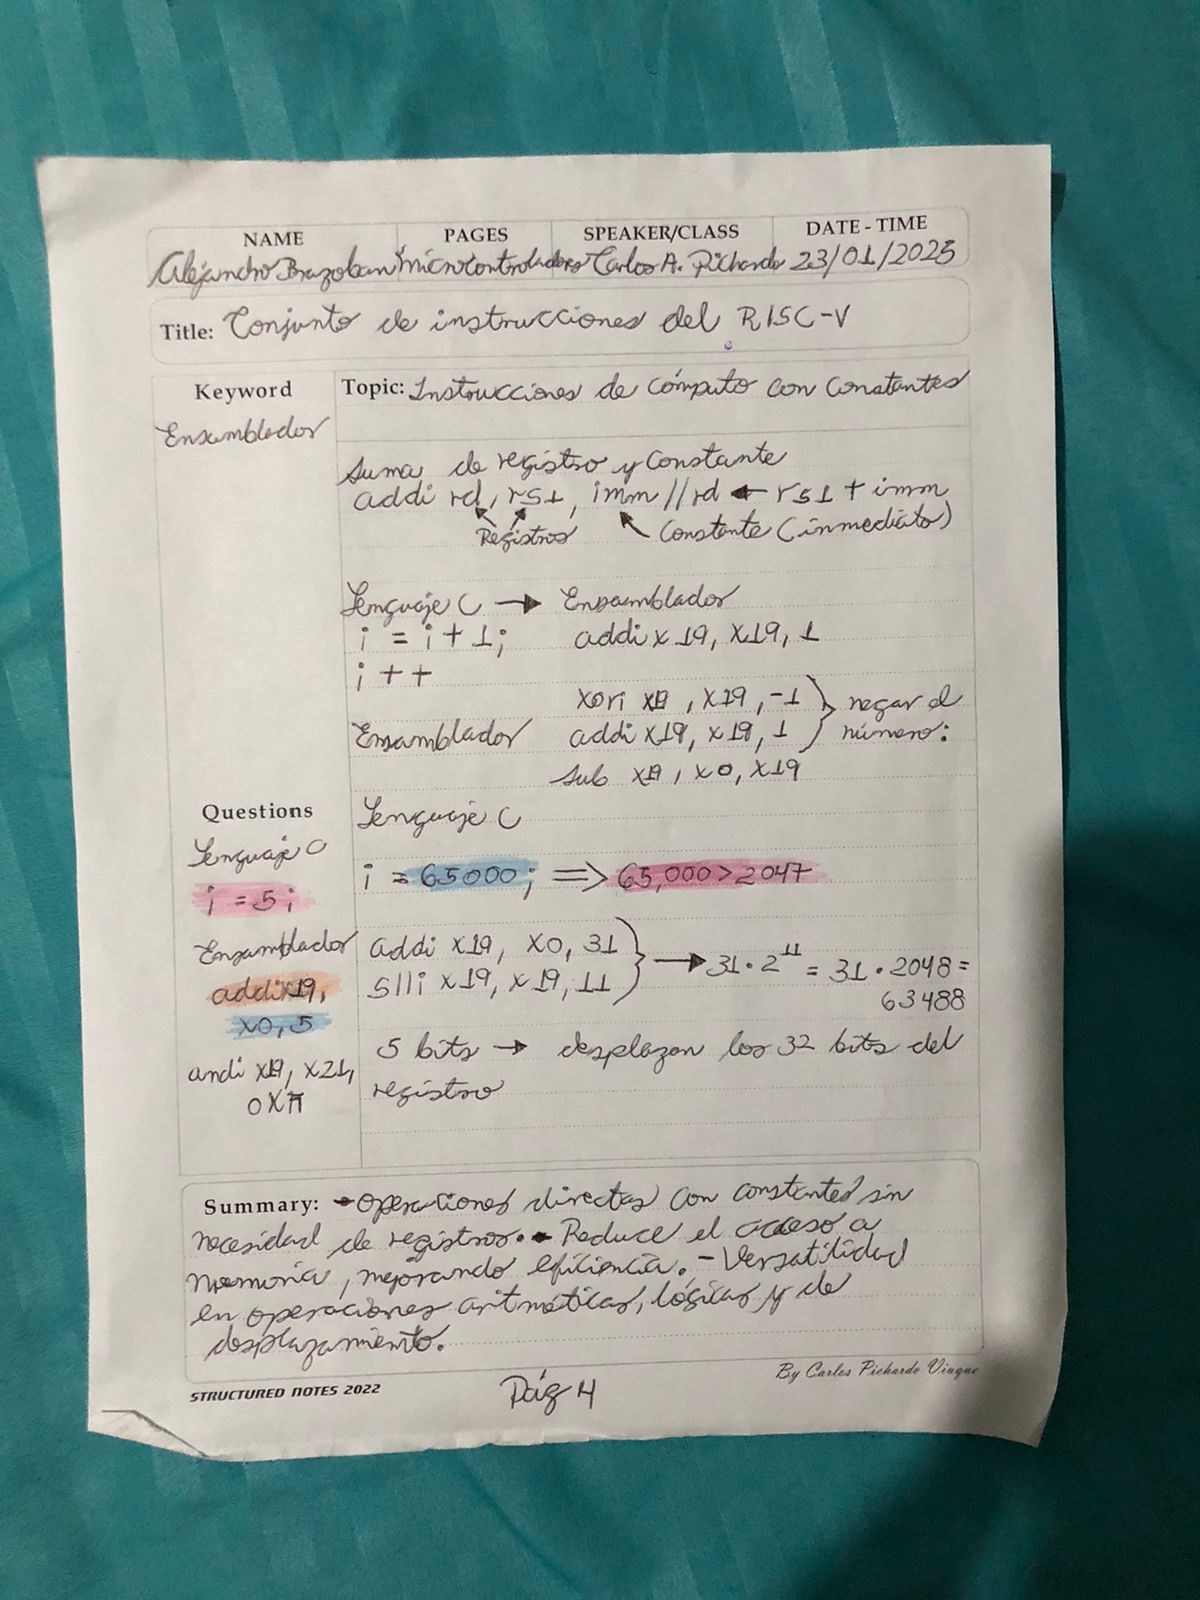 NAME PAGES SPEAKER/CLASS DATE - TIME
Alejandro Brazoban Microcontroladores Carlos A. Pichardo 23/01/2025
Title: Conjunto de instrucciones del RISC-V
Keyword
Ensamblador
Topic: Instrucciones de cómputo con constantes
Suma de registro y constante
addi rd, rs1, imm // rd ← rs1 + imm
Registros Constante (inmediato)
Lenguaje C → Ensamblador
i = i + 1; addi x19, x19, 1
i ++
xori x19, x19, -1 } negar el
Ensamblador addi x19, x19, 1 número:
sub x19, x0, x19
Questions
Lenguaje C
i = 5;
Ensamblador
addi x19,
x0, 5
andi x19, x21,
Lenguaje C
i = 65000; ⇒ 65,000 > 2047
addi x19, x0, 31
slli x19, x19, 11 } → 31 · 2^11 = 31 · 2048 =
63488
5 bits → desplazan los 32 bits del
registro
Summary: - Operaciones directas con constantes sin
necesidad de registros. - Reduce el acceso a
memoria, mejorando eficiencia. - Versatilidad
en operaciones aritméticas, lógicas y de
desplazamiento.
STRUCTURED NOTES 2022 Pág 4 By Carlos Pichardo Viuque